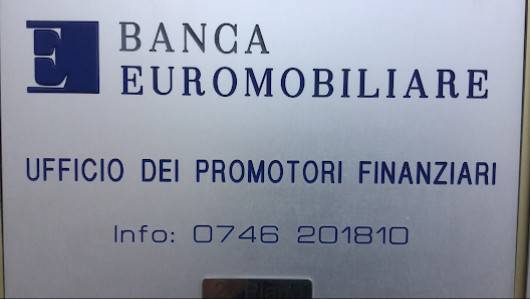 E BANCA
EUROMOBILIARE
UFFICIO DEI PROMOTORI FINANZIARI
Info: 0746 201810